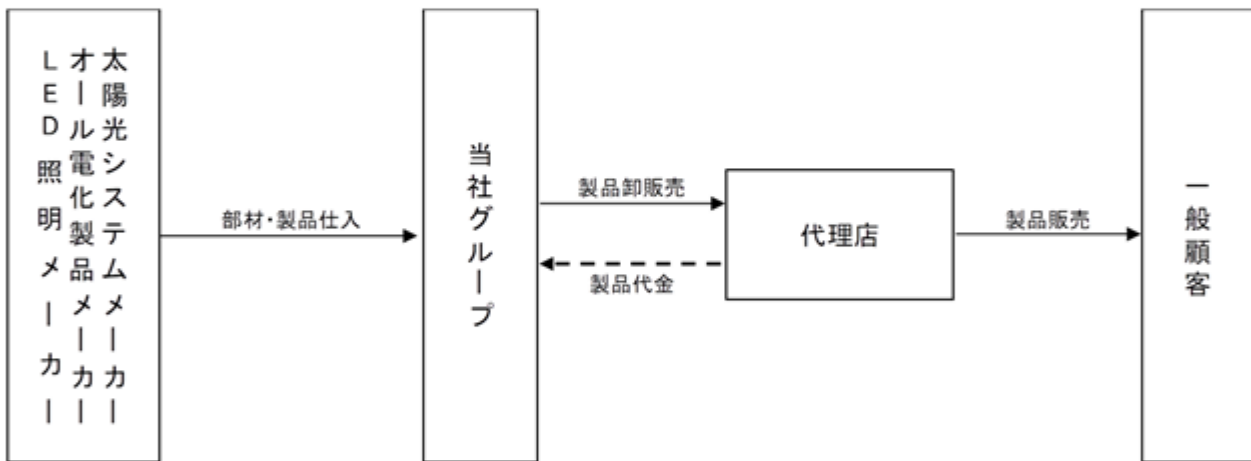 太陽光システムメーカー
オール電化製品メーカー
LED照明メーカー
部材・製品仕入
当社グループ
製品卸販売
製品代金
代理店
製品販売
一般顧客